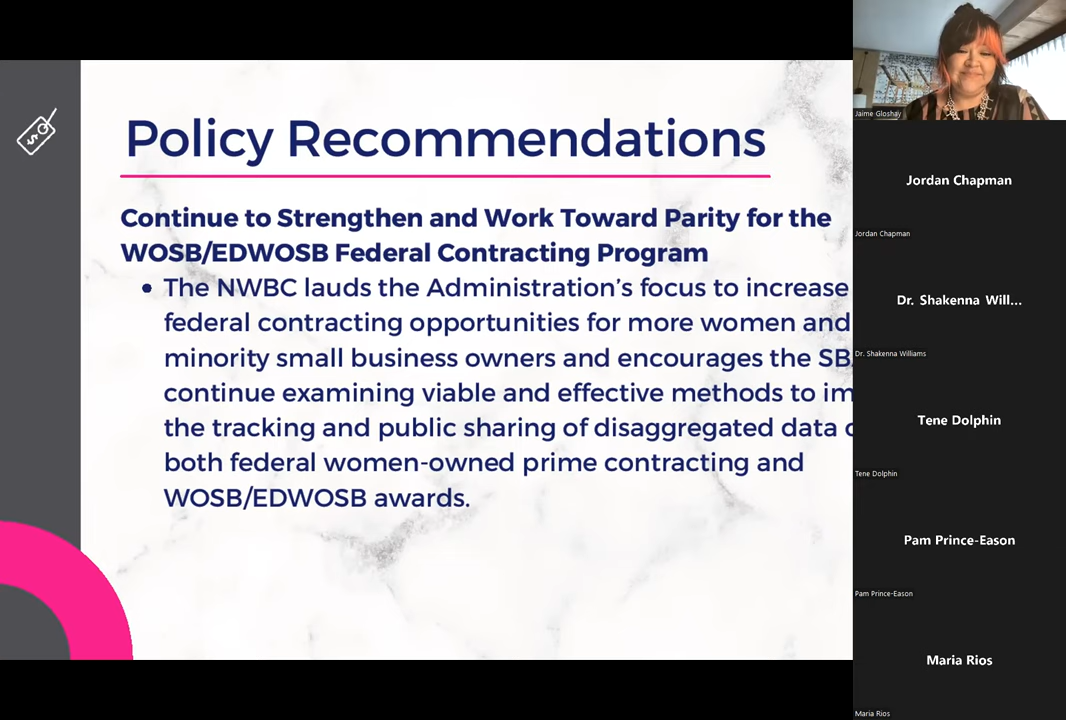 Policy Recommendations
Continue to Strengthen and Work Toward Parity for the
WOSB/EDWOSB Federal Contracting Program
• The NWBC lauds the Administration’s focus to increase
federal contracting opportunities for more women and
minority small business owners and encourages the SB
continue examining viable and effective methods to im
the tracking and public sharing of disaggregated data
both federal women-owned prime contracting and
WOSB/EDWOSB awards.
Jaime Gloshay
Jordan Chapman
Jordan Chapman
Dr. Shakenna Will...
Dr. Shakenna Williams
Tene Dolphin
Tene Dolphin
Pam Prince-Eason
Pam Prince-Eason
Maria Rios
Maria Rios